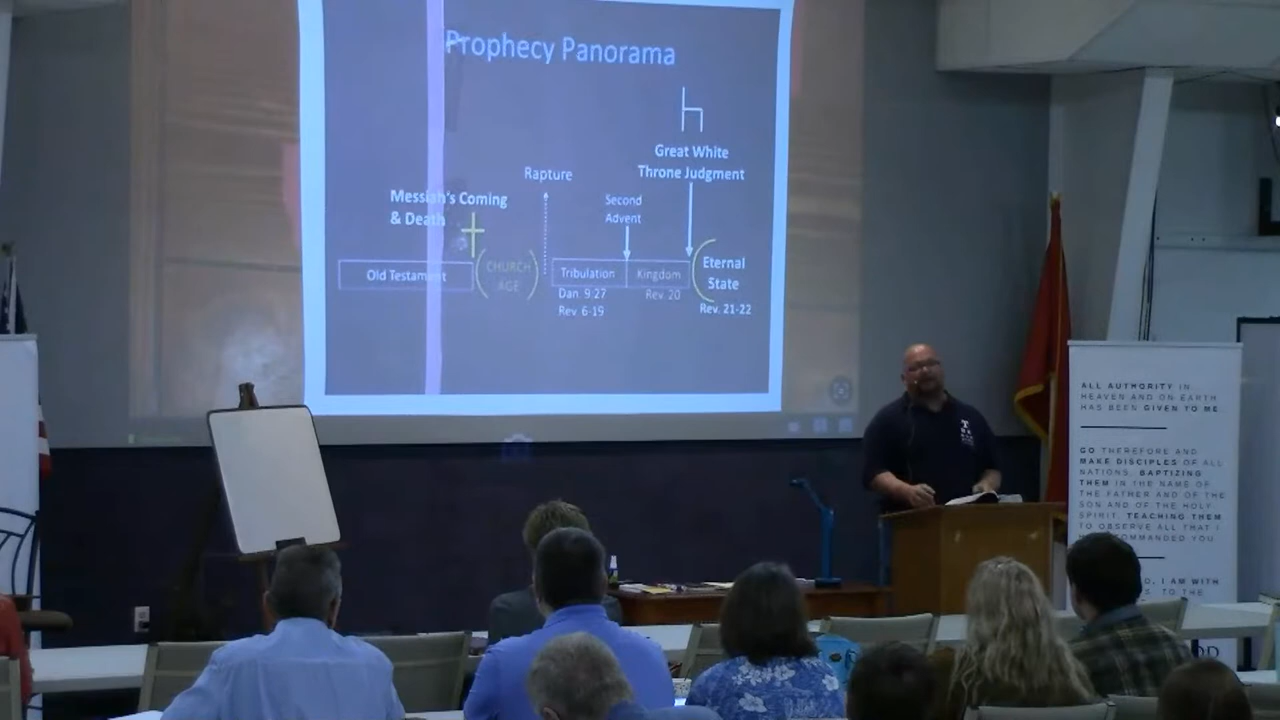 Prophecy Panorama
Great White
Throne Judgment
Rapture
Messiah's Coming
& Death
Second
Advent
Old Testament
CHURCH
AGE
Tribulation
Kingdom
Eternal
State
Dan. 9:27
Rev. 6-19
Rev. 20
Rev. 21-22
ALL AUTHORITY IN
HEAVEN AND ON EARTH
HAS BEEN GIVEN TO ME
GO THEREFORE AND
MAKE DISCIPLES OF ALL
NATIONS, BAPTIZING
THEM IN THE NAME OF
THE FATHER AND OF THE
SON AND OF THE HOLY
SPIRIT, TEACHING THEM
TO OBSERVE ALL THAT I
COMMANDED YOU
I AM WITH
TO THE